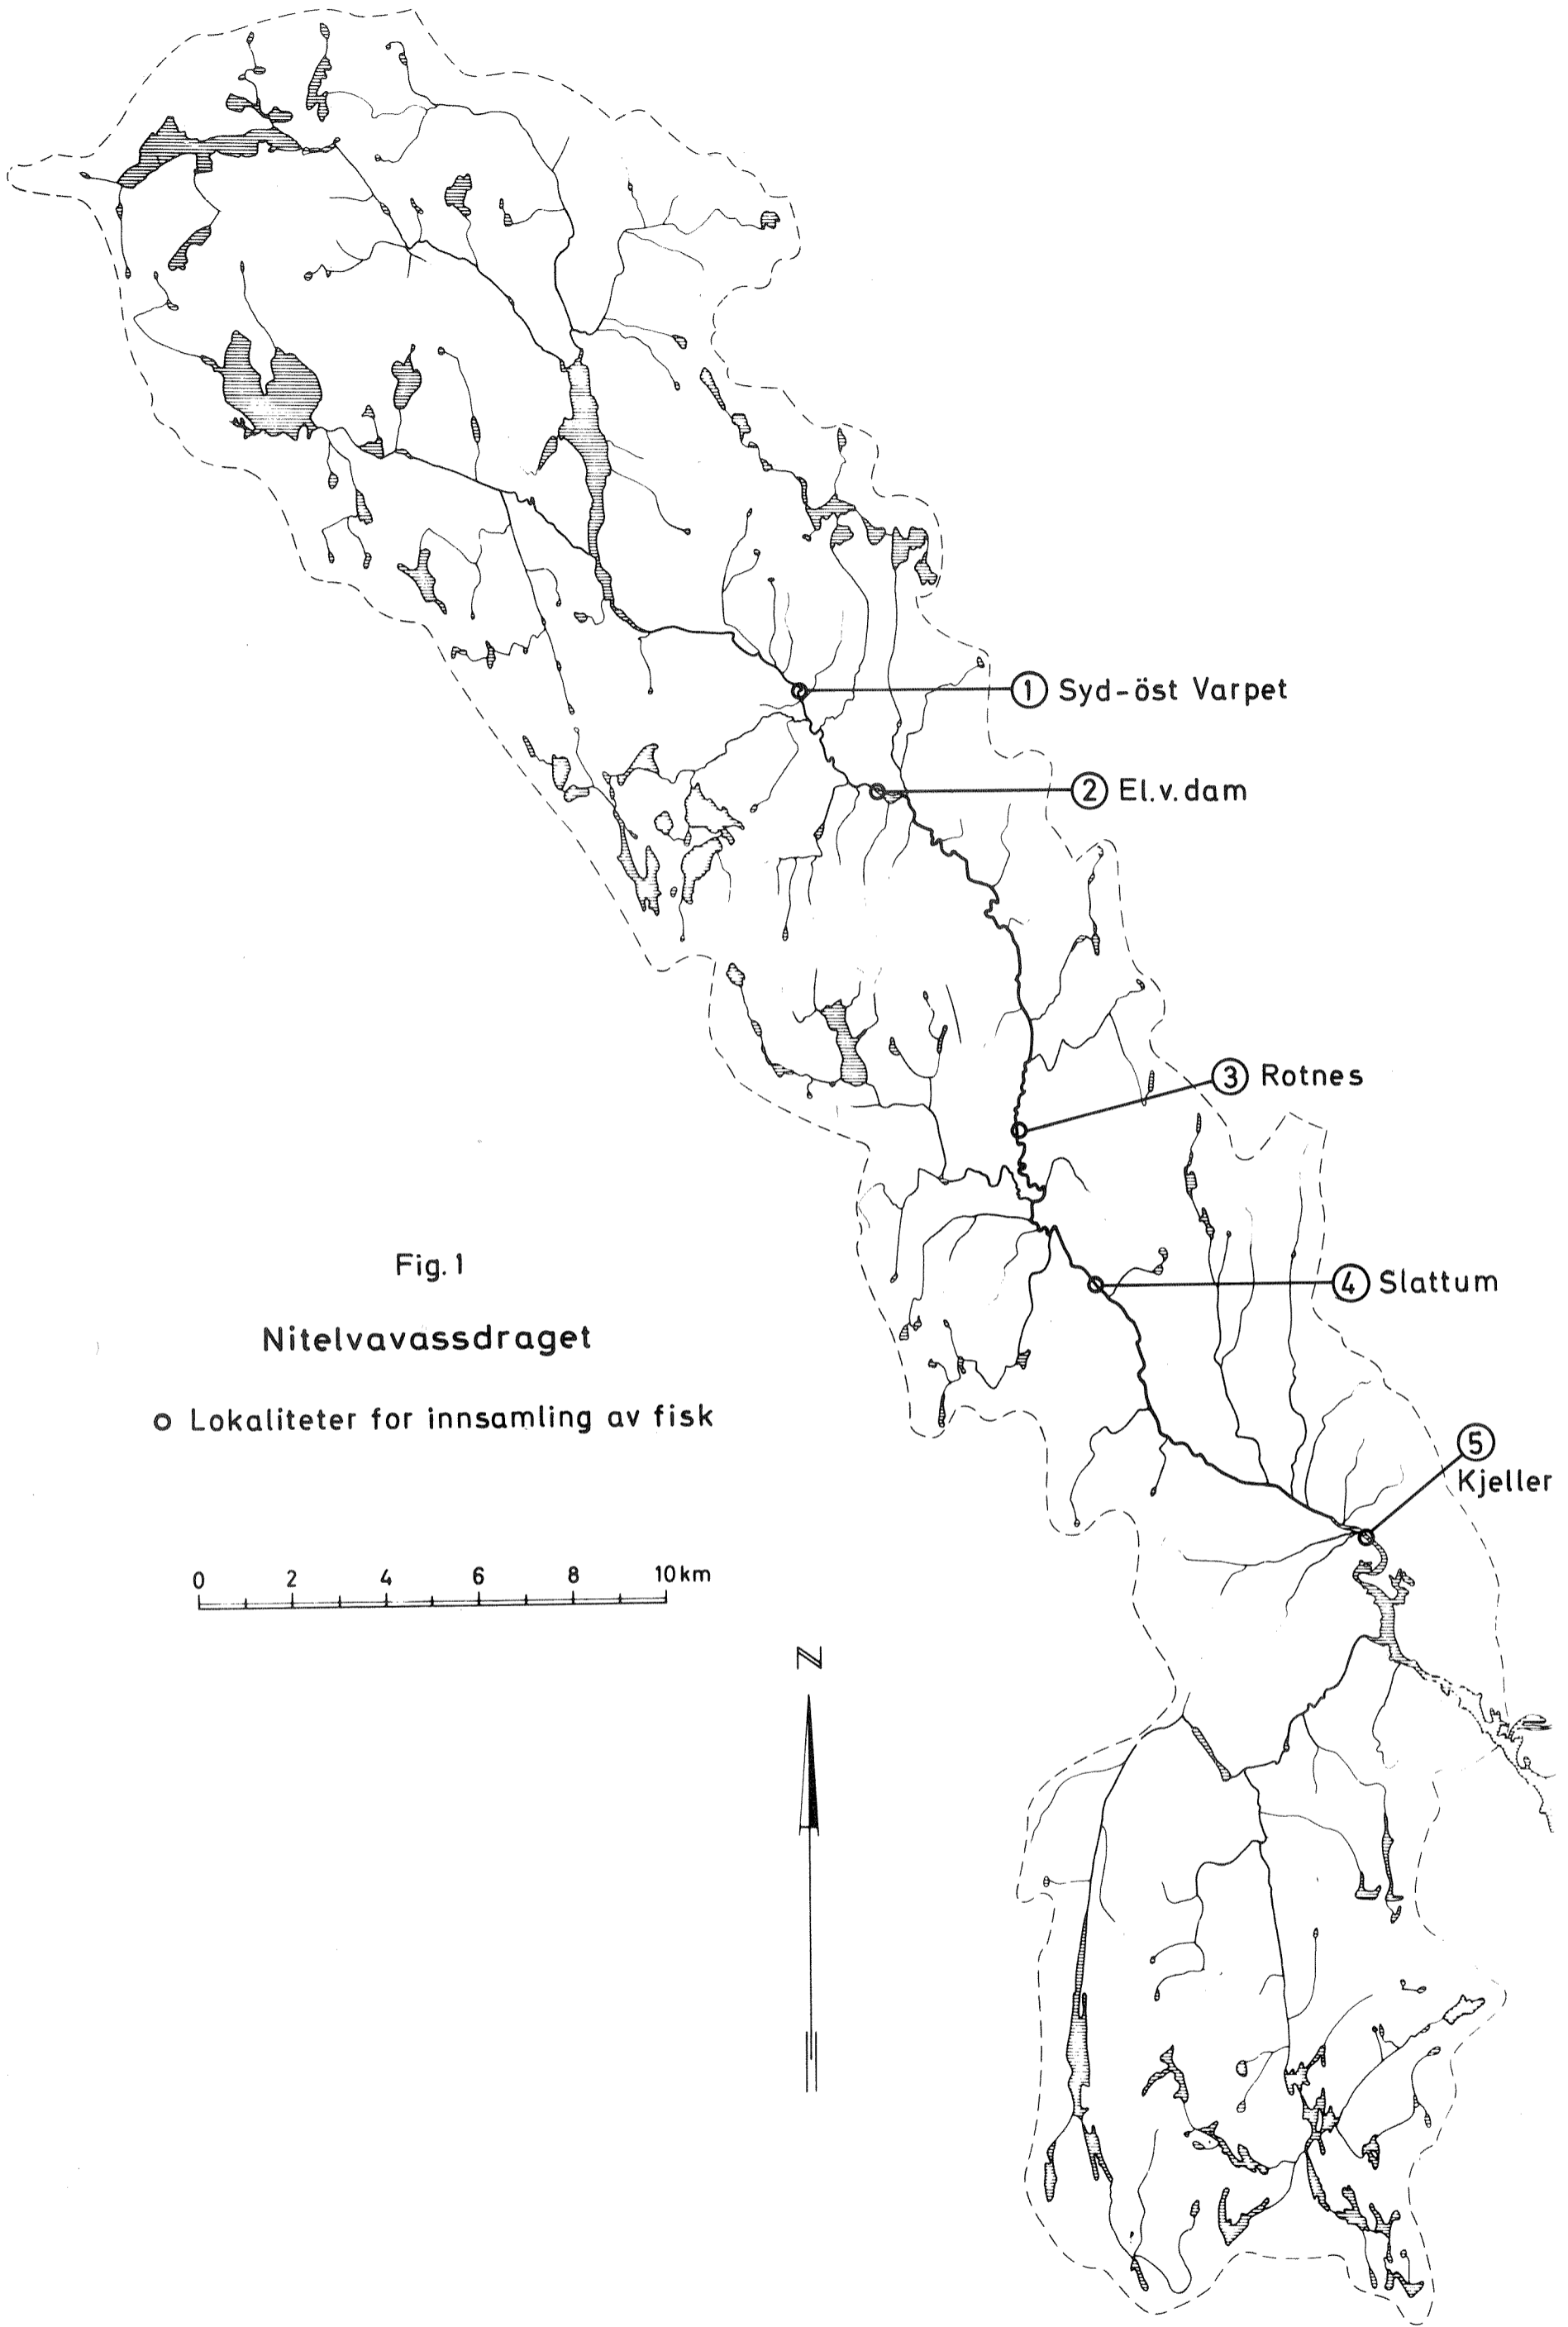 ① Syd-öst Varpet
② El.v.dam
③ Rotnes
④ Slattum
Fig.1
Nitelvavassdraget
o Lokaliteter for innsamling av fisk
⑤
Kjeller
0 2 4 6 8 10 km
N